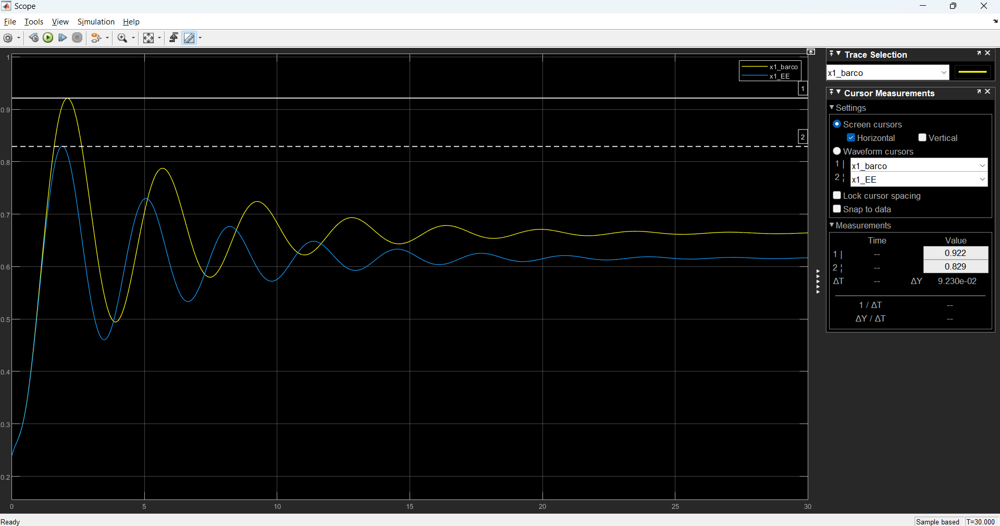 Scope
File Tools View Simulation Help
1
0.9
0.8
0.7
0.6
0.5
0.4
0.3
0.2
0 5 10 15 20 25 30
x1_barco
x1_EE
1
2
Trace Selection
x1_barco
Cursor Measurements
Settings
Screen cursors
Horizontal Vertical
Waveform cursors
1 | x1_barco
2 ¦ x1_EE
Lock cursor spacing
Snap to data
Measurements
Time Value
1 | -- 0.922
2 ¦ -- 0.829
ΔT -- ΔY 9.230e-02
1 / ΔT --
ΔY / ΔT --
Ready Sample based T=30.000